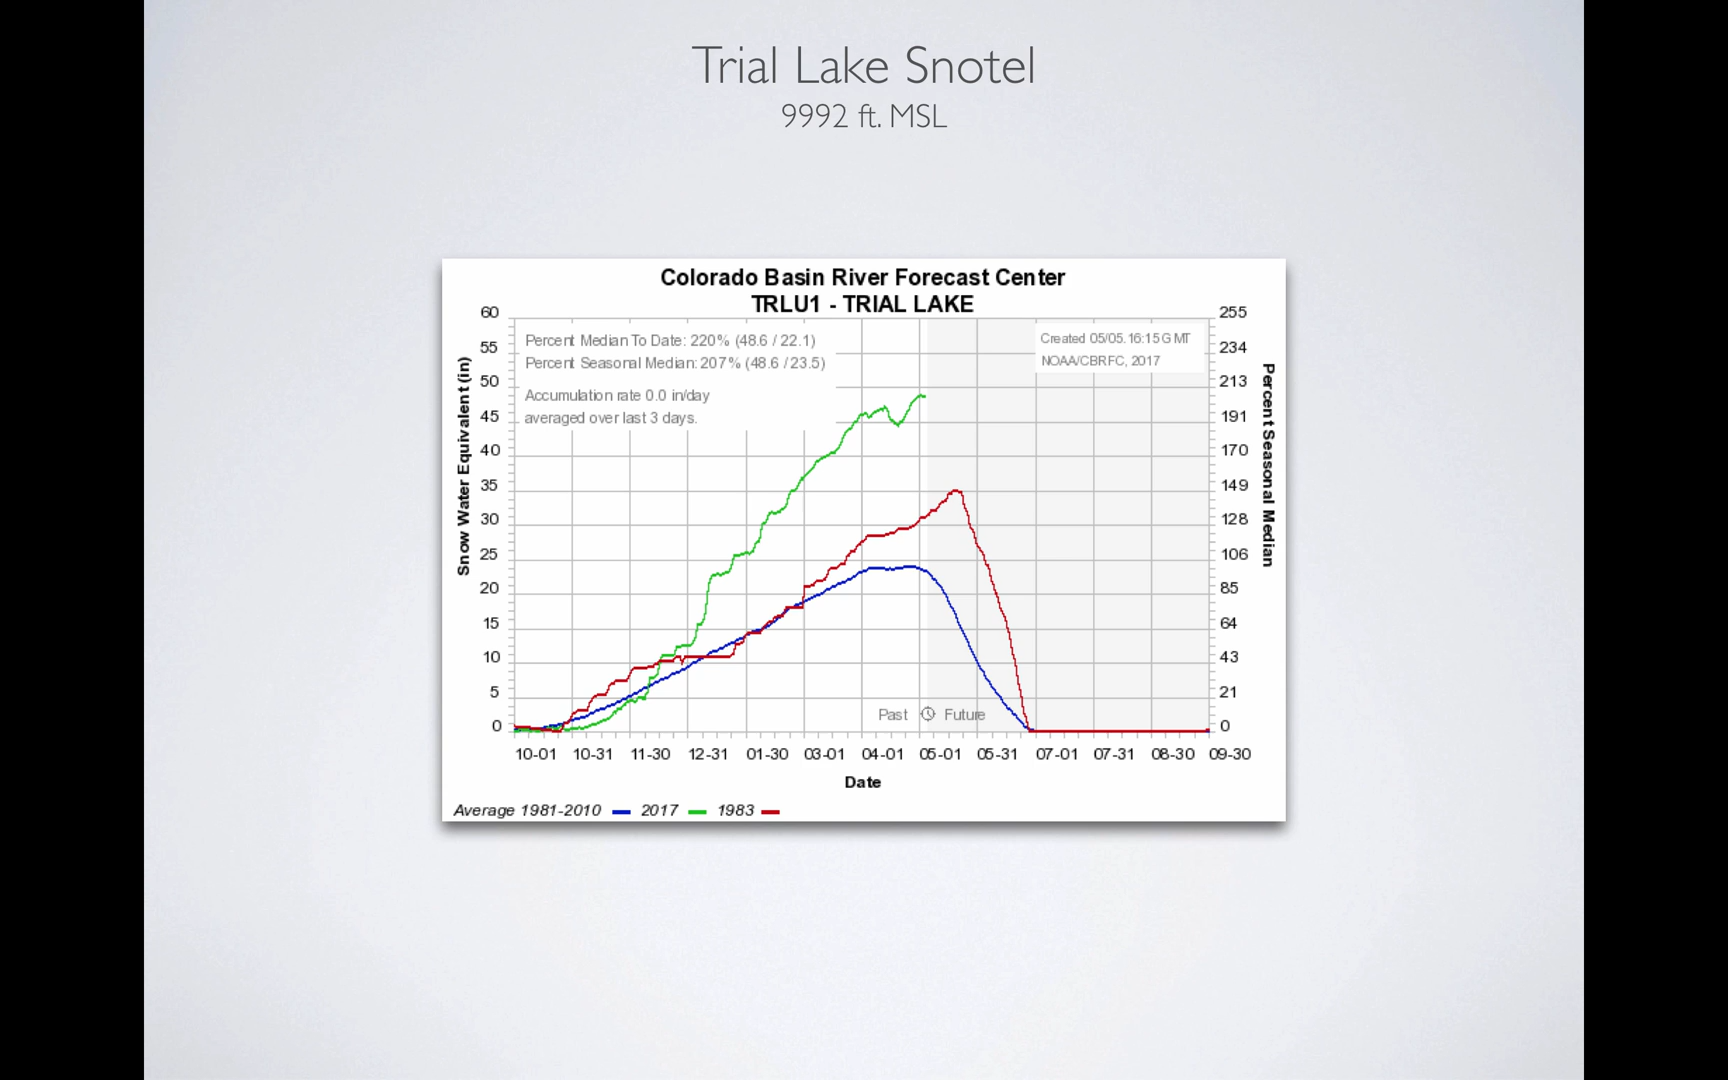 Trial Lake Snotel
9992 ft. MSL
Colorado Basin River Forecast Center
TRLU1 - TRIAL LAKE
Percent Median To Date: 220% (48.6 / 22.1)
Percent Seasonal Median: 207% (48.6 / 23.5)
Accumulation rate 0.0 in/day
averaged over last 3 days.
Created 05/05.16:15 GMT
NOAA/CBRFC, 2017
Snow Water Equivalent (in)
60
55
50
45
40
35
30
25
20
15
10
5
0
255
234
213
191
170
149
128
106
85
64
43
21
0
Percent Seasonal Median
Past Future
10-01 10-31 11-30 12-31 01-30 03-01 04-01 05-01 05-31 07-01 07-31 08-30 09-30
Date
Average 1981-2010 2017 1983